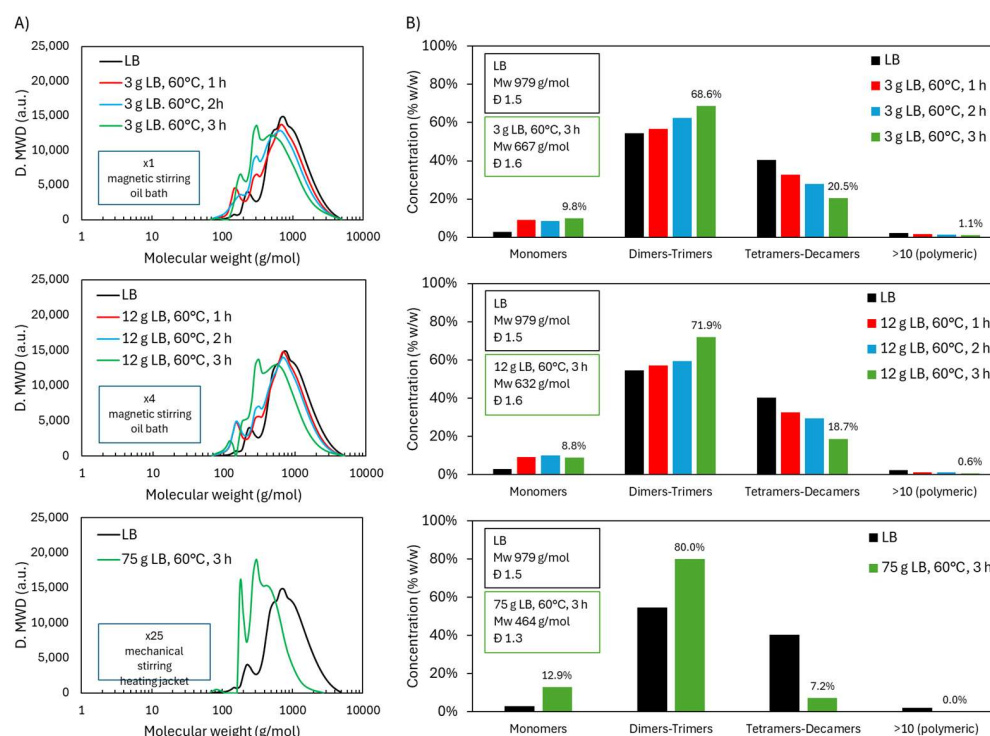 A)
25,000
20,000
15,000
10,000
5,000
0
D. MWD (a.u.)
LB
3 g LB, 60°C, 1 h
3 g LB. 60°C, 2h
3 g LB. 60°C, 3 h
x1
magnetic stirring
oil bath
1
10
100
1000
10000
Molecular weight (g/mol)
25,000
20,000
15,000
10,000
5,000
0
D. MWD (a.u.)
LB
12 g LB, 60°C, 1 h
12 g LB, 60°C, 2 h
12 g LB, 60°C, 3 h
x4
magnetic stirring
oil bath
1
10
100
1000
10000
Molecular weight (g/mol)
25,000
20,000
15,000
10,000
5,000
0
D. MWD (a.u.)
LB
75 g LB, 60°C, 3 h
x25
mechanical
stirring
heating jacket
1
10
100
1000
10000
Molecular weight (g/mol)
B)
100%
80%
60%
40%
20%
0%
Concentration (% w/w)
LB
Mw 979 g/mol
Đ 1.5
3 g LB, 60°C, 3 h
Mw 667 g/mol
Đ 1.6
9.8%
68.6%
20.5%
1.1%
LB
3 g LB, 60°C, 1 h
3 g LB, 60°C, 2 h
3 g LB, 60°C, 3 h
Monomers
Dimers-Trimers
Tetramers-Decamers
>10 (polymeric)
100%
80%
60%
40%
20%
0%
Concentration (% w/w)
LB
Mw 979 g/mol
Đ 1.5
12 g LB, 60°C, 3 h
Mw 632 g/mol
Đ 1.6
8.8%
71.9%
18.7%
0.6%
LB
12 g LB, 60°C, 1 h
12 g LB, 60°C, 2 h
12 g LB, 60°C, 3 h
Monomers
Dimers-Trimers
Tetramers-Decamers
>10 (polymeric)
100%
80%
60%
40%
20%
0%
Concentration (% w/w)
LB
Mw 979 g/mol
Đ 1.5
75 g LB, 60°C, 3 h
Mw 464 g/mol
Đ 1.3
12.9%
80.0%
7.2%
0.0%
LB
75 g LB, 60°C, 3 h
Monomers
Dimers-Trimers
Tetramers-Decamers
>10 (polymeric)